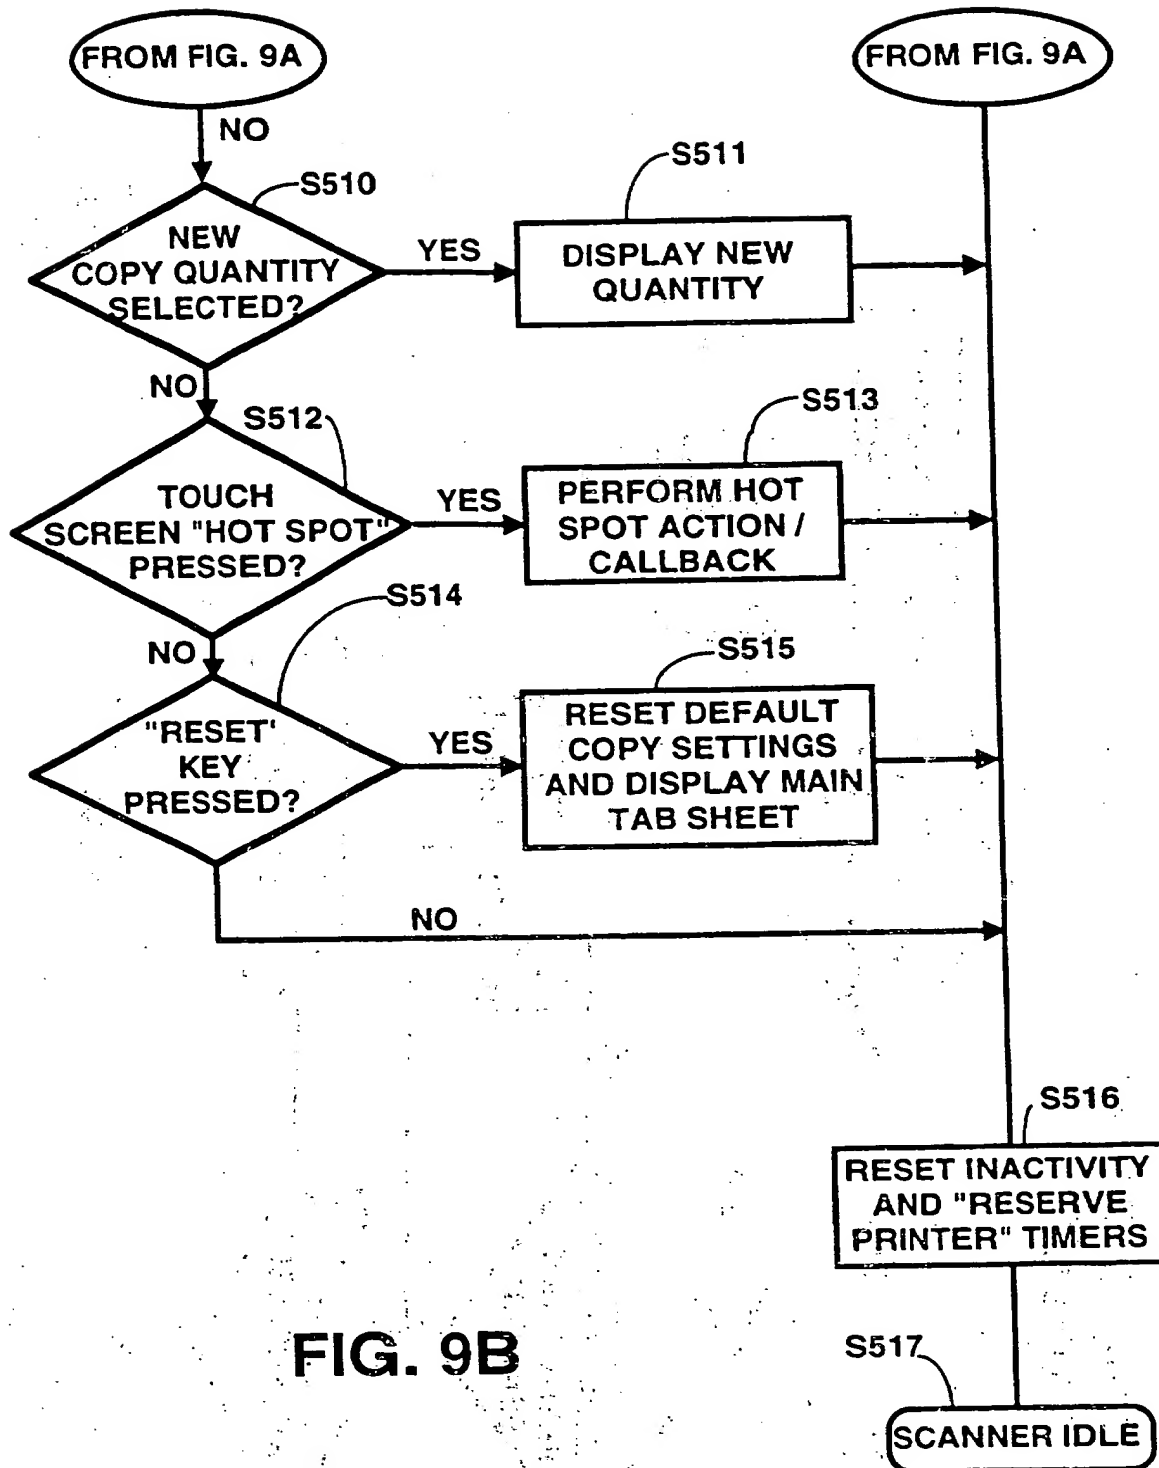 FROM FIG. 9A
FROM FIG. 9A
NO
S510
S511
NEW
COPY QUANTITY
SELECTED?
YES
DISPLAY NEW
QUANTITY
NO
S512
S513
TOUCH
SCREEN "HOT SPOT"
PRESSED?
YES
PERFORM HOT
SPOT ACTION /
CALLBACK
NO
S514
S515
"RESET'
KEY
PRESSED?
YES
RESET DEFAULT
COPY SETTINGS
AND DISPLAY MAIN
TAB SHEET
NO
S516
RESET INACTIVITY
AND "RESERVE
PRINTER" TIMERS
FIG. 9B
S517
SCANNER IDLE